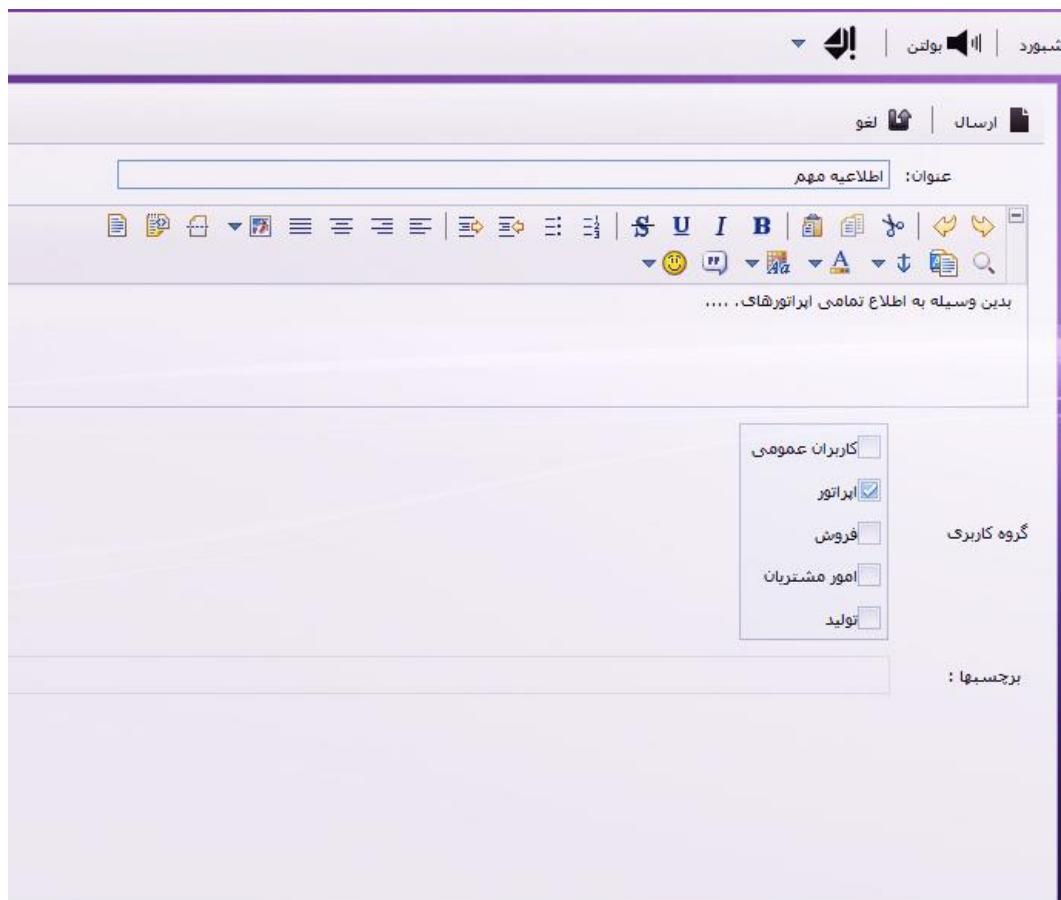 بولتن
ارسال
لغو
عنوان: اطلاعیه مهم
بدین وسیله به اطلاع تمامی اپراتورهای، ....
گروه کاربری
کاربران عمومی
اپراتور
فروش
امور مشتریان
تولید
برچسبها :